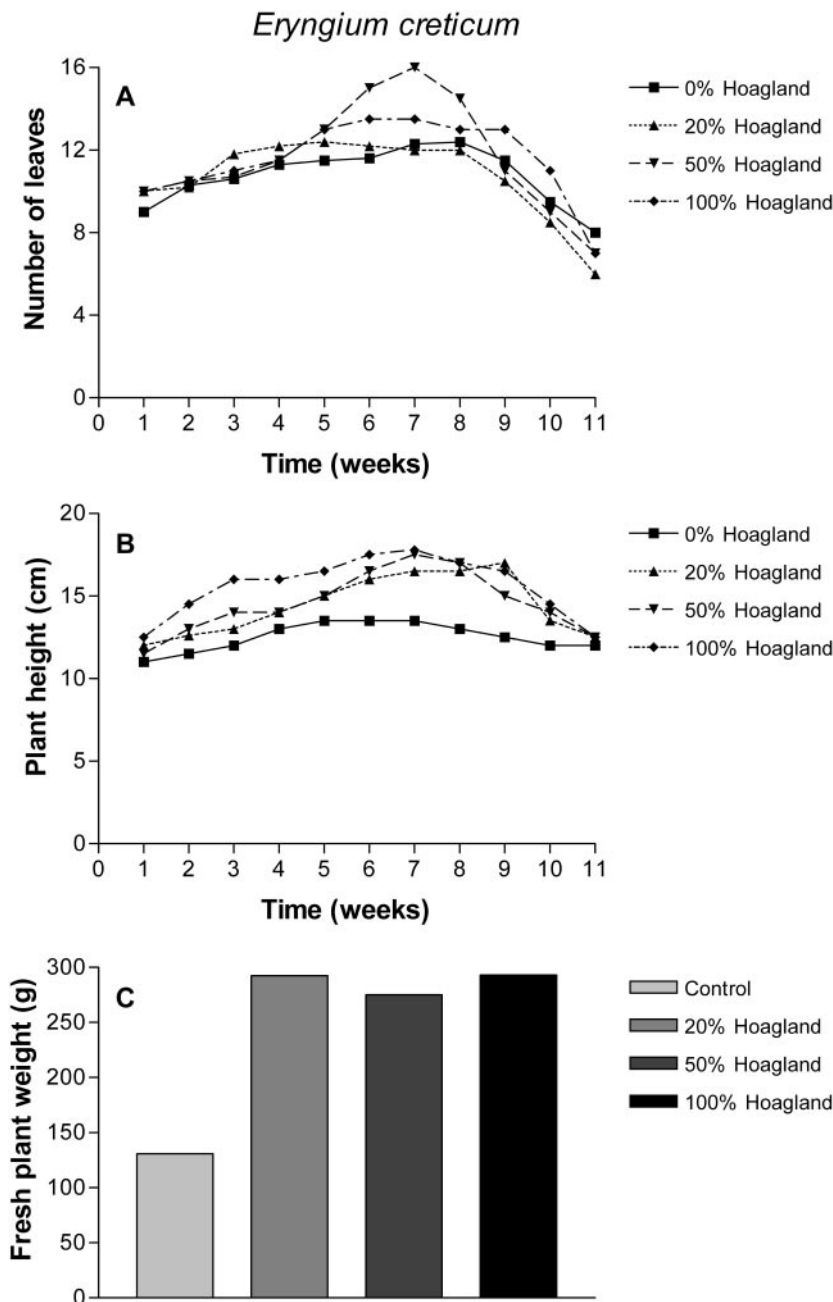 Eryngium creticum
A
Number of leaves
16
12
8
4
0
0 1 2 3 4 5 6 7 8 9 10 11
Time (weeks)
0% Hoagland
20% Hoagland
50% Hoagland
100% Hoagland
B
Plant height (cm)
20
15
10
5
0
0 1 2 3 4 5 6 7 8 9 10 11
Time (weeks)
0% Hoagland
20% Hoagland
50% Hoagland
100% Hoagland
C
Fresh plant weight (g)
300
250
200
150
100
50
0
Control
20% Hoagland
50% Hoagland
100% Hoagland